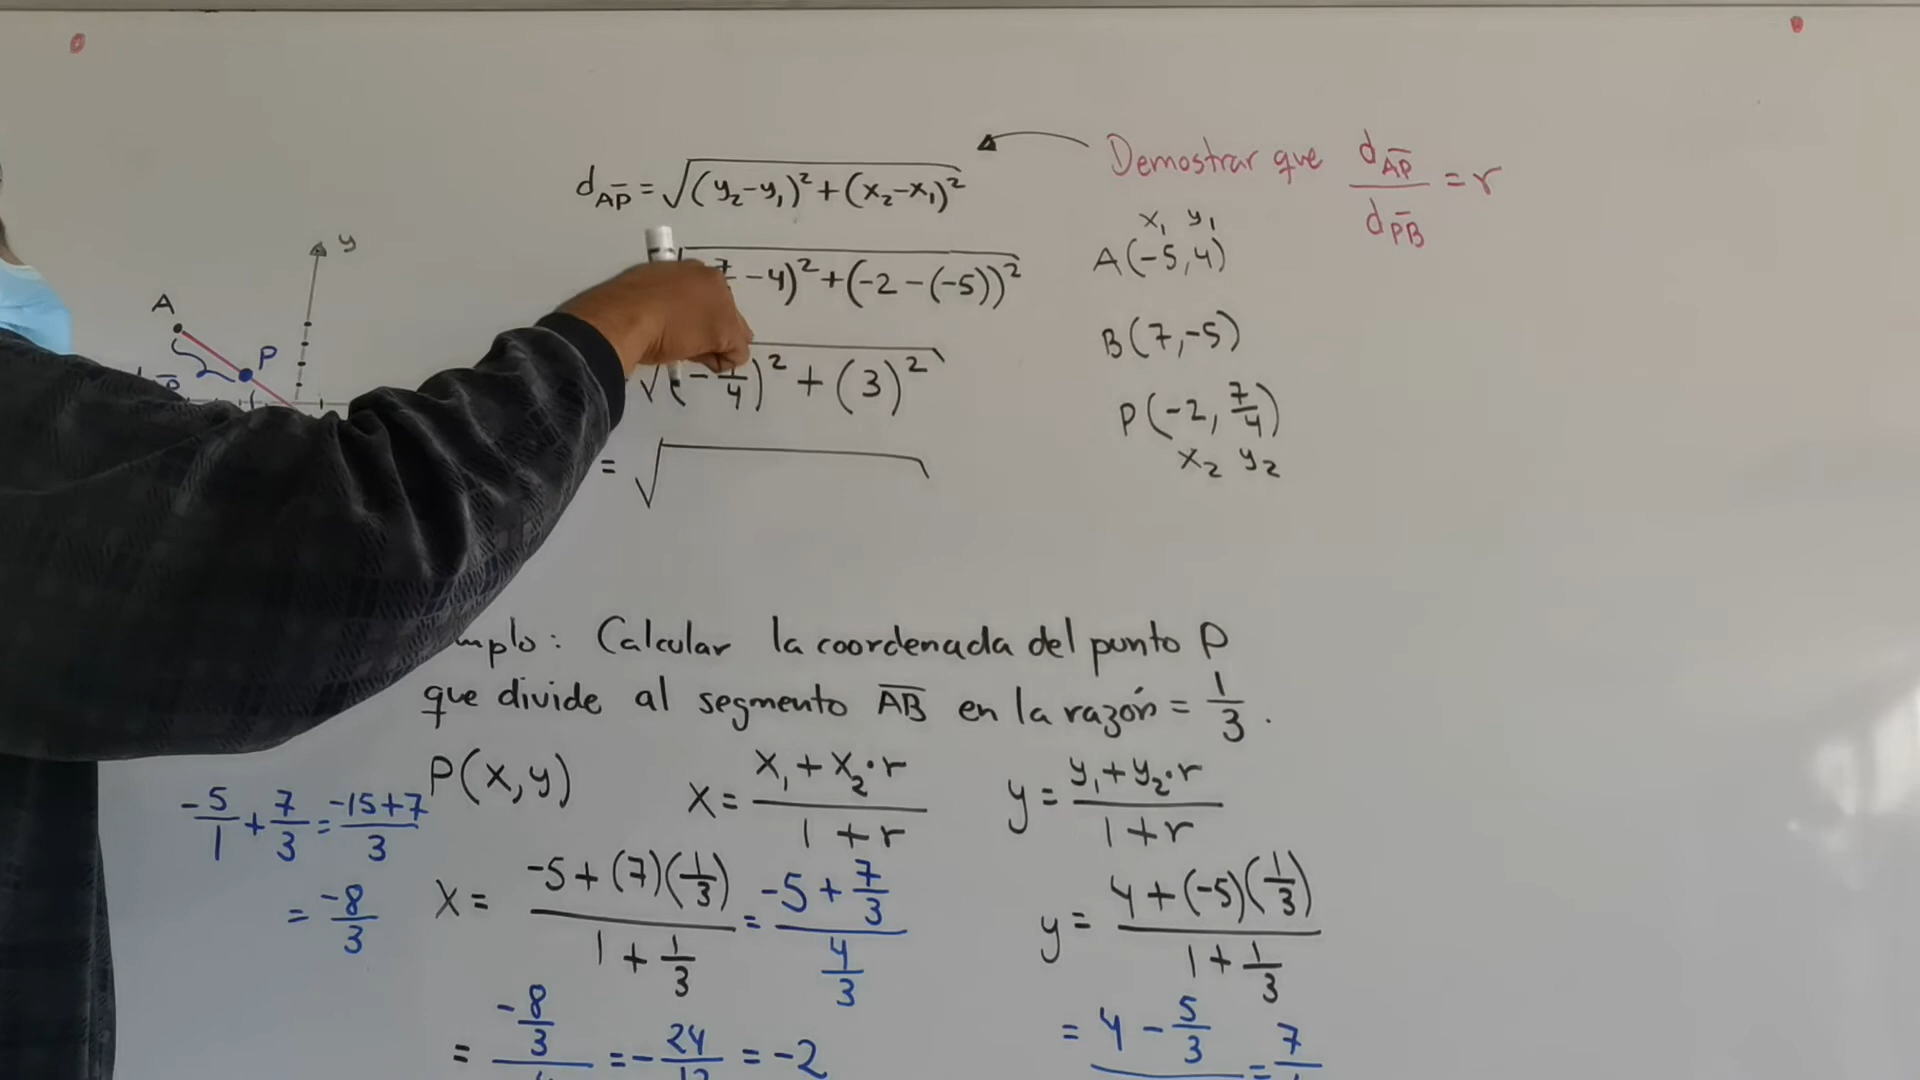 Demostrar que d_AP / d_PB = r
d_AP = √((y₂-y₁)² + (x₂-x₁)²)
x₁ y₁
A(-5,4)
- 4)² + (-2 - (-5))²
B(7,-5)
)² + (3)²
P(-2, 7/4)
x₂ y₂
= √
y
A
P
mplo: Calcular la coordenada del punto P
que divide al segmento AB en la razón = 1/3.
P(x,y) x = (x₁ + x₂·r) / (1 + r) y = (y₁ + y₂·r) / (1 + r)
-5/1 + 7/3 = (-15+7)/3
= -8/3
x = (-5 + (7)(1/3)) / (1 + 1/3) = (-5 + 7/3) / (4/3) y = (4 + (-5)(1/3)) / (1 + 1/3)
= -8/3 = -24 = -2 = 4 - 5/3 = 7